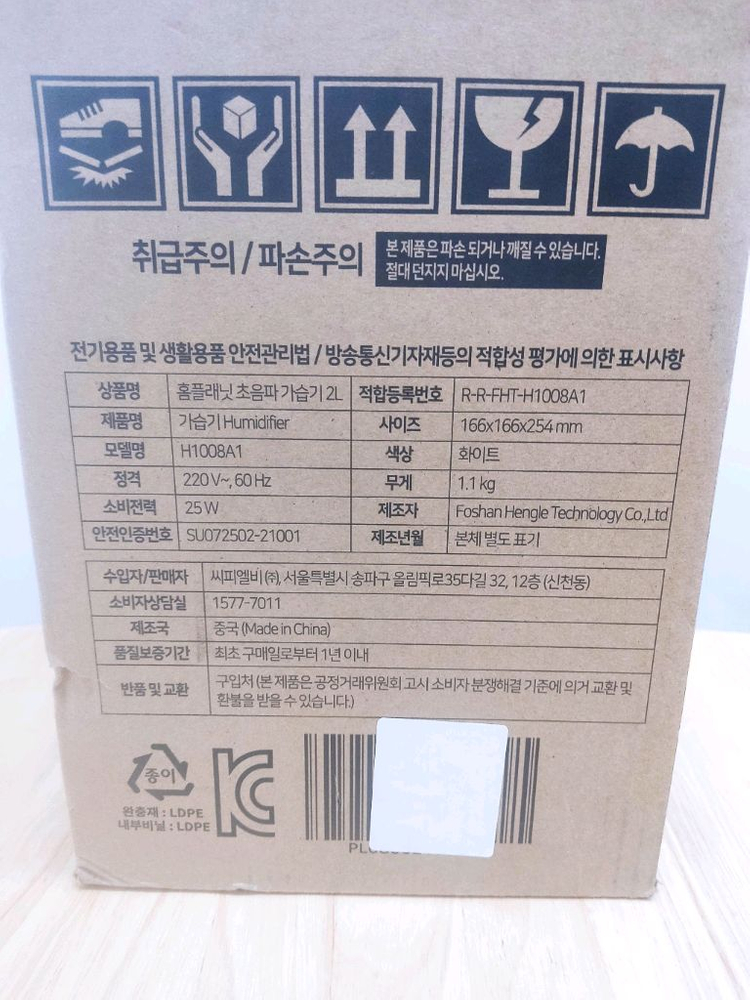 취급주의 / 파손주의
본 제품은 파손 되거나 깨질 수 있습니다.
절대 던지지 마십시오.
전기용품 및 생활용품 안전관리법 / 방송통신기자재등의 적합성 평가에 의한 표시사항
상품명 홈플래닛 초음파 가습기 2L 적합등록번호 R-R-FHT-H1008A1
제품명 가습기 Humidifier 사이즈 166x166x254 mm
모델명 H1008A1 색상 화이트
정격 220 V~, 60 Hz 무게 1.1 kg
소비전력 25 W 제조자 Foshan Hengle Technology Co.,Ltd
안전인증번호 SU072502-21001 제조년월 본체 별도 표기
수입자/판매자 씨피엘비 ㈜, 서울특별시 송파구 올림픽로35다길 32, 12층 (신천동)
소비자상담실 1577-7011
제조국 중국 (Made in China)
품질보증기간 최초 구매일로부터 1년 이내
반품 및 교환 구입처 (본 제품은 공정거래위원회 고시 소비자 분쟁해결 기준에 의거 교환 및
환불을 받을 수 있습니다.)
종이
완충재 : LDPE
내부비닐 : LDPE